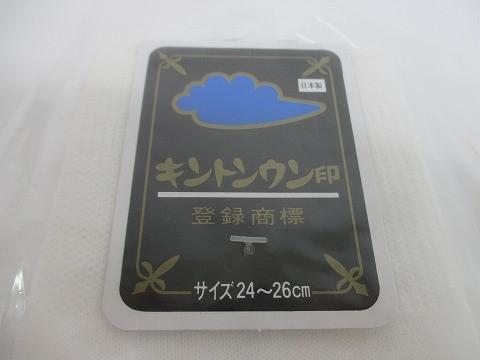 日本製
キントンウン印
登録商標
サイズ24～26cm